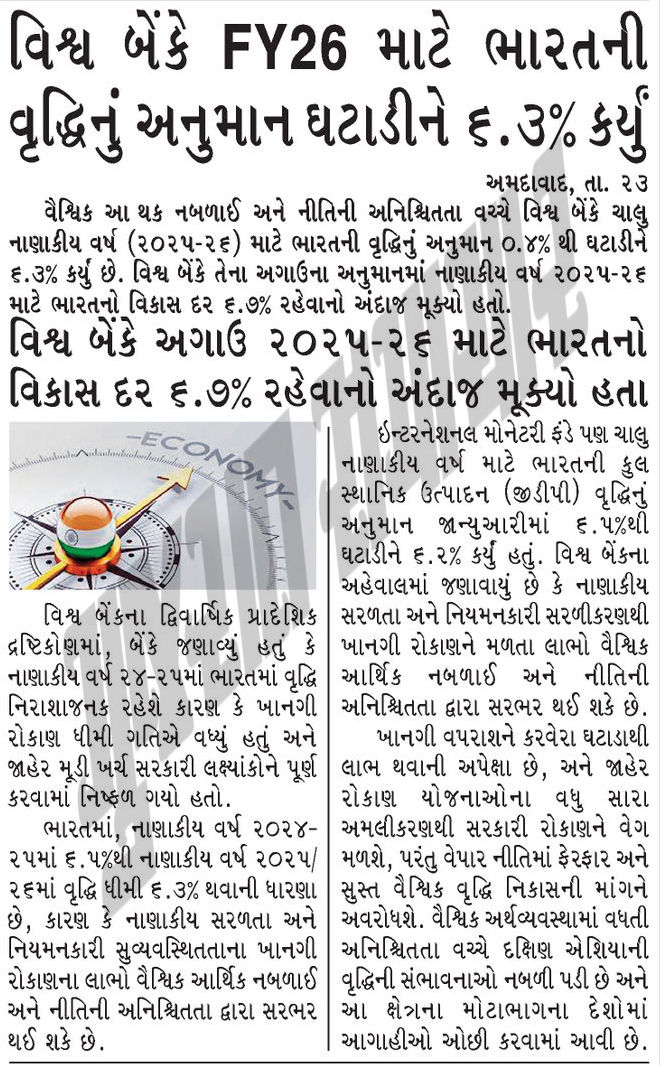 વિશ્વ બેંકે FY26 માટે ભારતની
વૃદ્ધિનું અનુમાન ઘટાડીને ૬.૩% કર્યું
અમદાવાદ, તા. ૨૩
વૈશ્વિક આ થક નબળાઈ અને નીતિની અનિશ્ચિતતા વચ્ચે વિશ્વ બેંકે ચાલુ
નાણાકીય વર્ષ (૨૦૨૫-૨૬) માટે ભારતની વૃદ્ધિનું અનુમાન ૦.૪% થી ઘટાડીને
૬.૩% કર્યું છે. વિશ્વ બેંકે તેના અગાઉના અનુમાનમાં નાણાકીય વર્ષ ૨૦૨૫-૨૬
માટે ભારતનો વિકાસ દર ૬.૭% રહેવાનો અંદાજ મૂક્યો હતો.
વિશ્વ બેંકે અગાઉ ૨૦૨૫-૨૬ માટે ભારતનો
વિકાસ દર ૬.૭% રહેવાનો અંદાજ મૂક્યો હતા
ECONOMY
વિશ્વ બેંકના દ્વિવાર્ષિક પ્રાદેશિક
દ્રષ્ટિકોણમાં, બેંકે જણાવ્યું હતું કે
નાણાકીય વર્ષ ૨૪-૨૫માં ભારતમાં વૃદ્ધિ
નિરાશાજનક રહેશે કારણ કે ખાનગી
રોકાણ ધીમી ગતિએ વધ્યું હતું અને
જાહેર મૂડી ખર્ચ સરકારી લક્ષ્યાંકોને પૂર્ણ
કરવામાં નિષ્ફળ ગયો હતો.
ભારતમાં, નાણાકીય વર્ષ ૨૦૨૪-
૨૫માં ૬.૫%થી નાણાકીય વર્ષ ૨૦૨૫/
૨૬માં વૃદ્ધિ ધીમી ૬.૩% થવાની ધારણા
છે, કારણ કે નાણાકીય સરળતા અને
નિયમનકારી સુવ્યવસ્થિતતાના ખાનગી
રોકાણના લાભો વૈશ્વિક આર્થિક નબળાઈ
અને નીતિની અનિશ્ચિતતા દ્વારા સરભર
થઈ શકે છે.
ઇન્ટરનેશનલ મોનેટરી ફંડે પણ ચાલુ
નાણાકીય વર્ષ માટે ભારતની કુલ
સ્થાનિક ઉત્પાદન (જીડીપી) વૃદ્ધિનું
અનુમાન જાન્યુઆરીમાં ૬.૫%થી
ઘટાડીને ૬.૨% કર્યું હતું. વિશ્વ બેંકના
અહેવાલમાં જણાવાયું છે કે નાણાકીય
સરળતા અને નિયમનકારી સરળીકરણથી
ખાનગી રોકાણને મળતા લાભો વૈશ્વિક
આર્થિક નબળાઈ અને નીતિની
અનિશ્ચિતતા દ્વારા સરભર થઈ શકે છે.
ખાનગી વપરાશને કરવેરા ઘટાડાથી
લાભ થવાની અપેક્ષા છે, અને જાહેર
રોકાણ યોજનાઓના વધુ સારા
અમલીકરણથી સરકારી રોકાણને વેગ
મળશે, પરંતુ વેપાર નીતિમાં ફેરફાર અને
સુસ્ત વૈશ્વિક વૃદ્ધિ નિકાસની માંગને
અવરોધશે. વૈશ્વિક અર્થવ્યવસ્થામાં વધતી
અનિશ્ચિતતા વચ્ચે દક્ષિણ એશિયાની
વૃદ્ધિની સંભાવનાઓ નબળી પડી છે અને
આ ક્ષેત્રના મોટાભાગના દેશોમાં
આગાહીઓ ઓછી કરવામાં આવી છે.